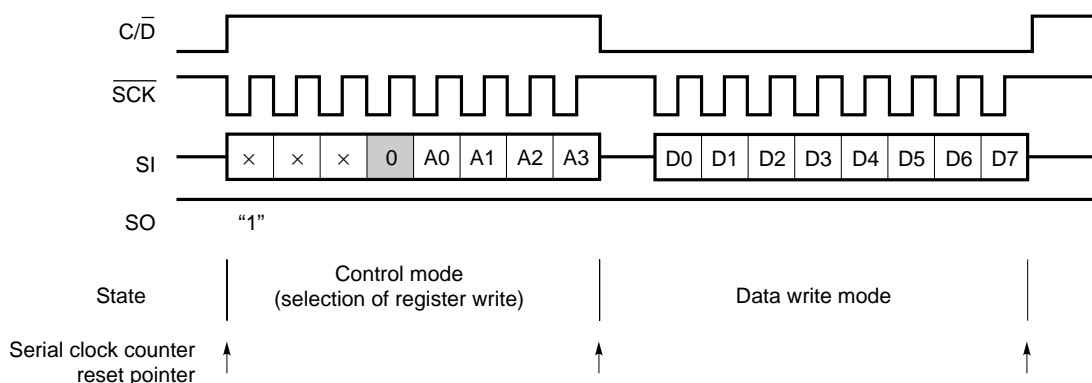 C/D̅
S̅C̅K̅
SI × × × 0 A0 A1 A2 A3 D0 D1 D2 D3 D4 D5 D6 D7
SO “1”
State Control mode (selection of register write) Data write mode
Serial clock counter
reset pointer